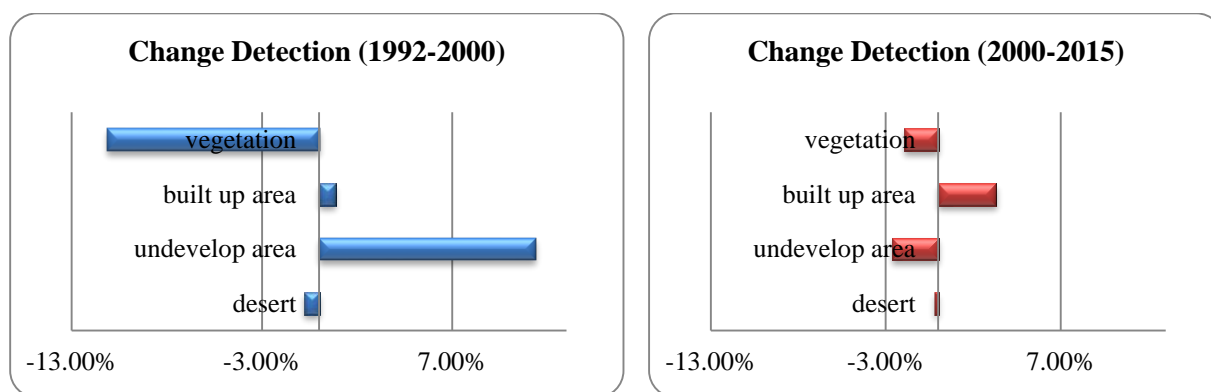 Change Detection (1992-2000)
vegetation
built up area
undevelop area
desert
-13.00%
-3.00%
7.00%
Change Detection (2000-2015)
vegetation
built up area
undevelop area
desert
-13.00%
-3.00%
7.00%